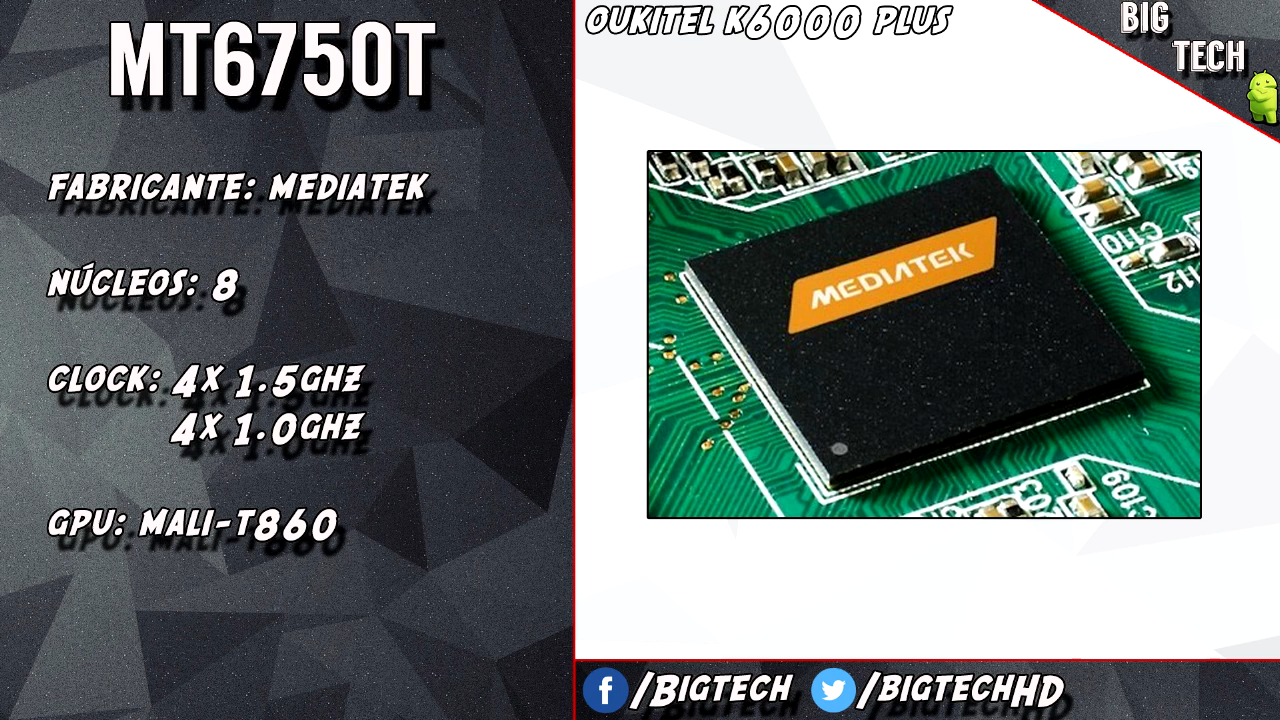 MT6750T
FABRICANTE: MEDIATEK
NÚCLEOS: 8
CLOCK: 4X 1.5GHZ
4X 1.0GHZ
GPU: MALI-T860
OUKITEL K6000 PLUS
BIG
TECH
MEDIATEK
C110
/BIGTECH
/BIGTECHHD